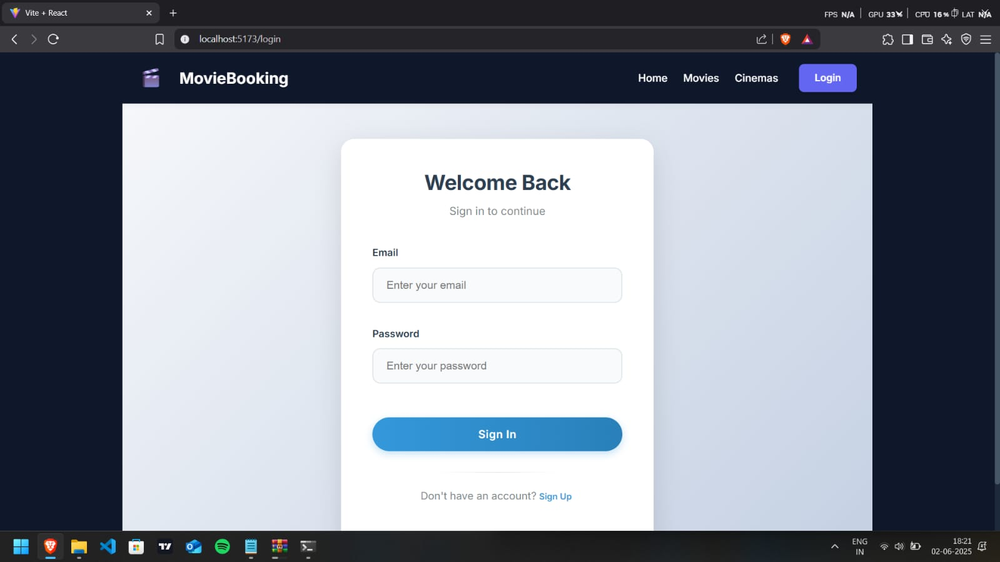 Vite + React
FPS N/A GPU 33% CPU 16% LAT N/A
localhost:5173/login
MovieBooking
Home Movies Cinemas Login
Welcome Back
Sign in to continue
Email
Enter your email
Password
Enter your password
Sign In
Don't have an account? Sign Up
ENG
IN
18:21
02-06-2025